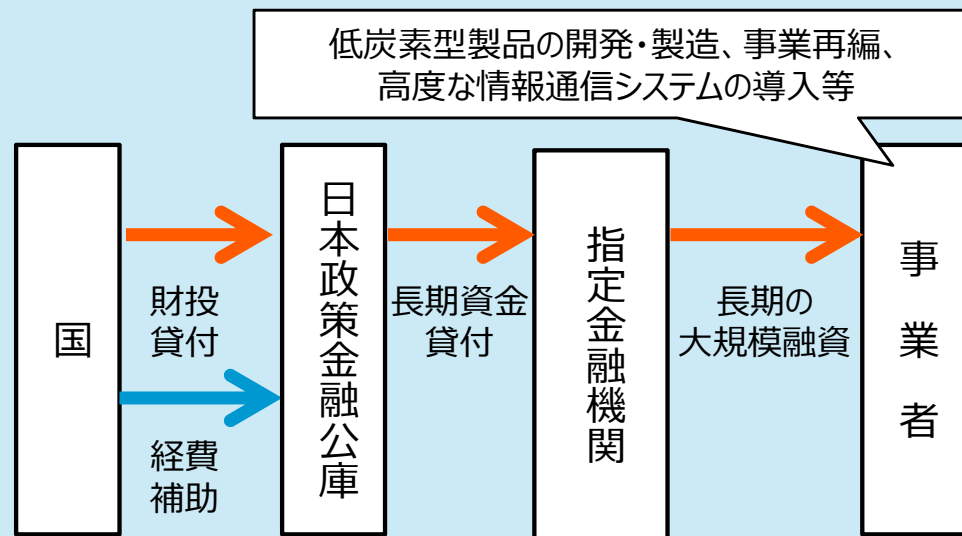 低炭素型製品の開発・製造、事業再編、
高度な情報通信システムの導入等
国
財投
貸付
経費
補助
日本政策金融公庫
長期資金
貸付
指定金融機関
長期の
大規模融資
事業者